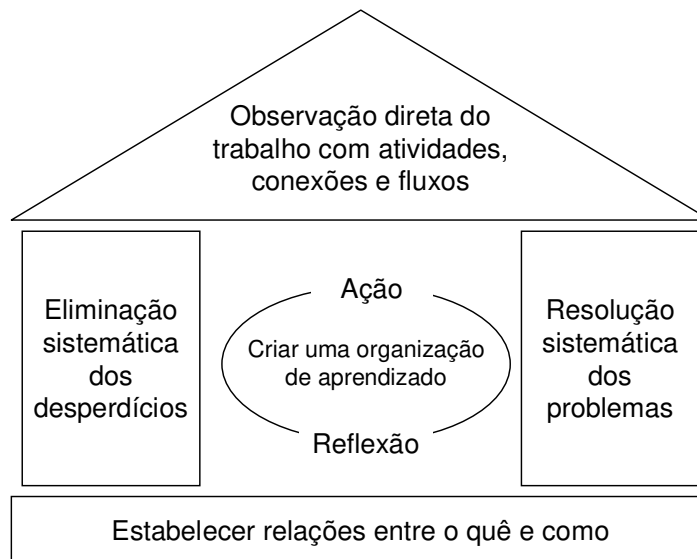 Observação direta do
trabalho com atividades,
conexões e fluxos
Eliminação
sistemática
dos
desperdícios
Ação
Criar uma organização
de aprendizado
Reflexão
Resolução
sistemática
dos
problemas
Estabelecer relações entre o quê e como